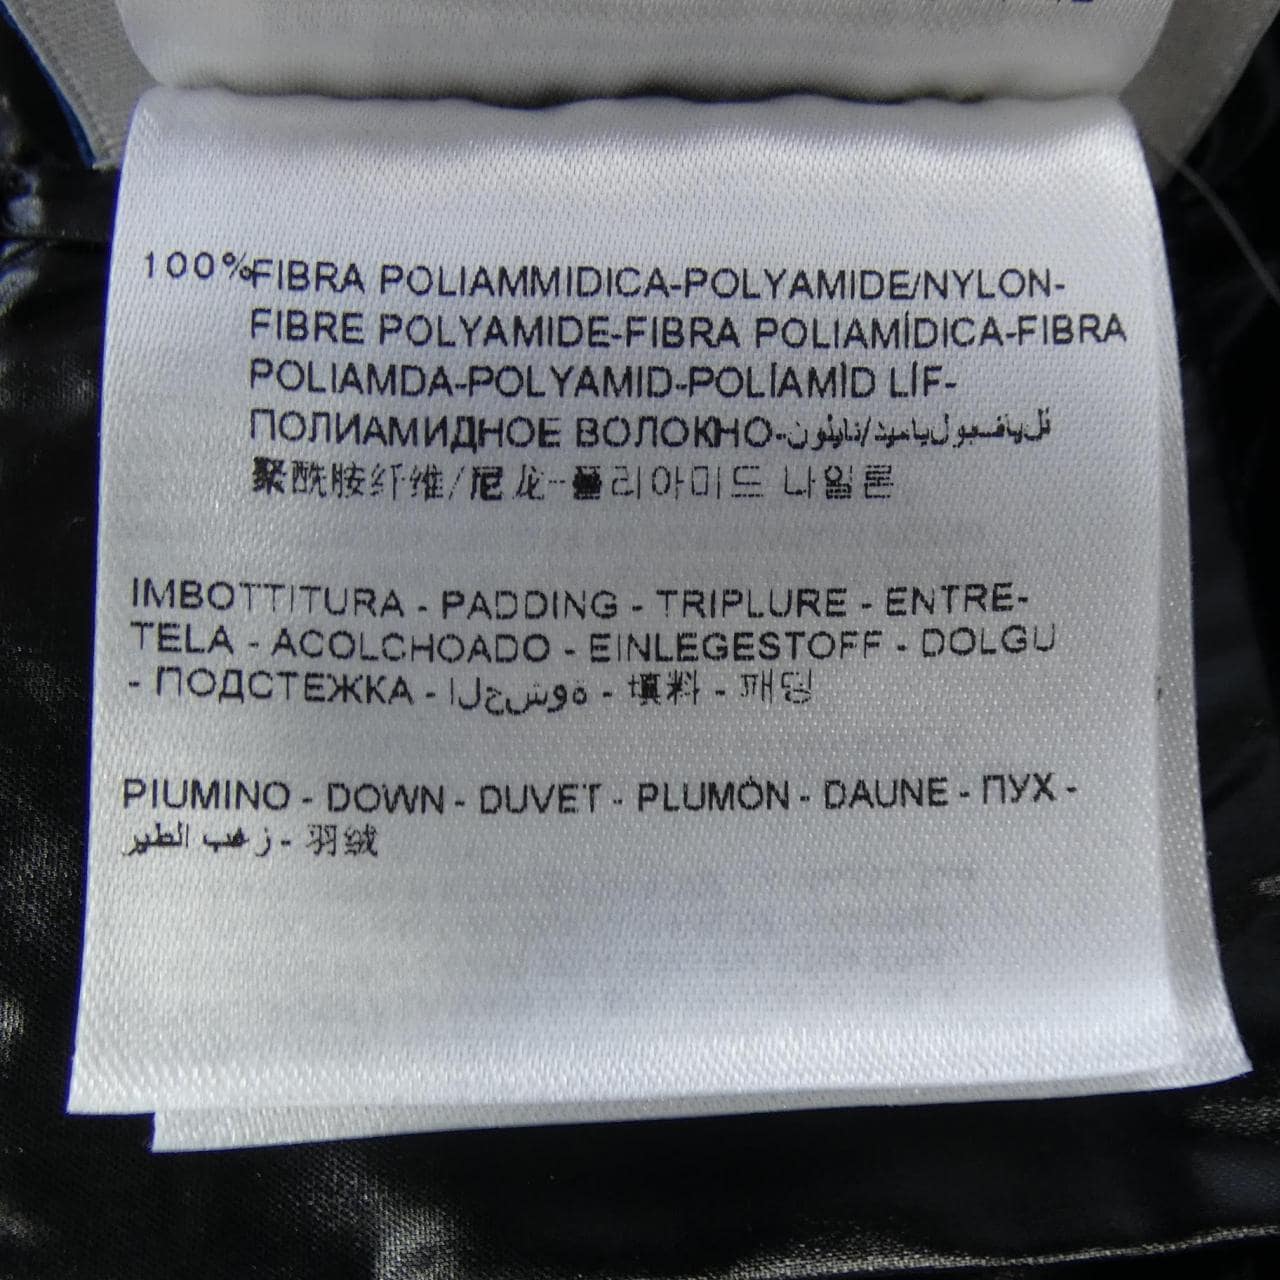 100%FIBRA POLIAMMIDICA-POLYAMIDE/NYLON-
FIBRE POLYAMIDE-FIBRA POLIAMÍDICA-FIBRA
POLIAMDA-POLYAMID-POLİAMİD LİF-
ПОЛИАМИДНОЕ ВОЛОКНО-
聚酰胺纤维/尼龙-폴리아미드 나일론
IMBOTTITURA - PADDING - TRIPLURE - ENTRE-
TELA - ACOLCHOADO - EINLEGESTOFF - DOLGU
- ПОДСТЕЖКА - الحشوة - 填料 - 패딩
PIUMINO - DOWN - DUVET - PLUMÓN - DAUNE - ПУХ -
زغب الطير - 羽绒